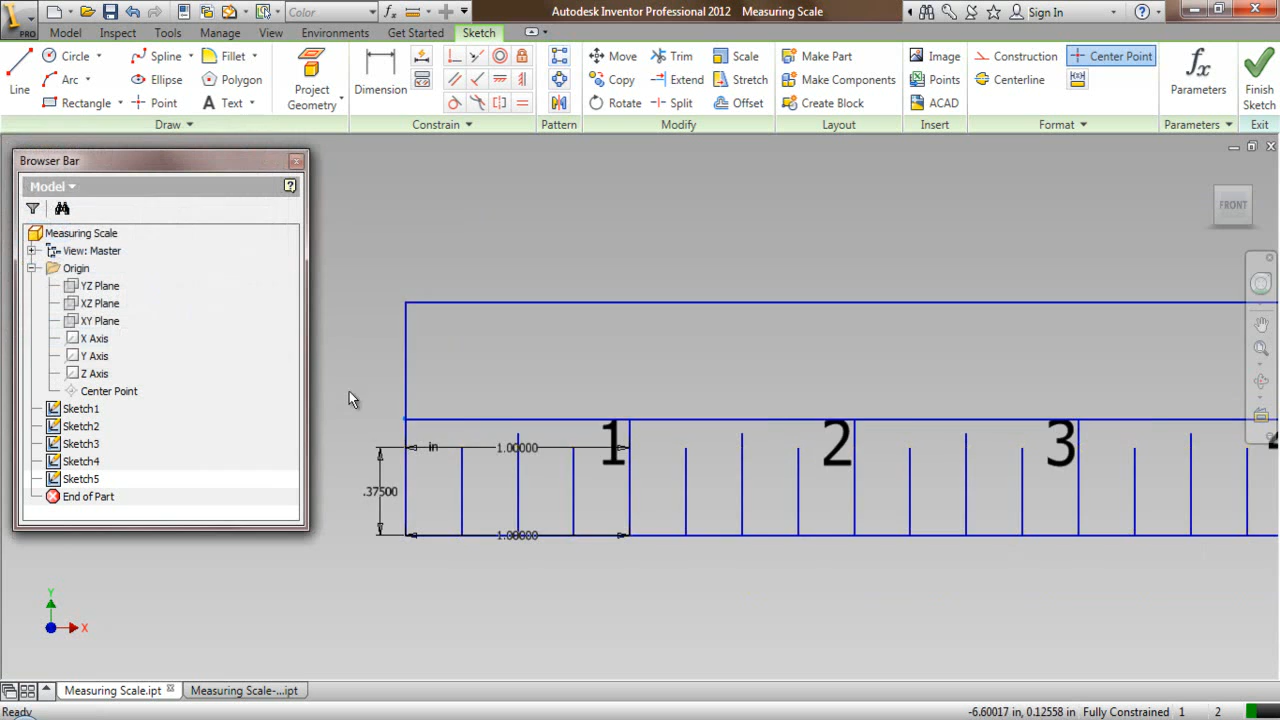 Color
Autodesk Inventor Professional 2012 Measuring Scale
Sign In
PRO
Model Inspect Tools Manage View Environments Get Started Sketch
Line
Circle
Arc
Rectangle
Spline
Ellipse
Point
Fillet
Polygon
Text
Project Geometry
Draw
Dimension
Constrain
Pattern
Move
Copy
Rotate
Trim
Extend
Split
Scale
Stretch
Offset
Modify
Make Part
Make Components
Create Block
Layout
Image
Points
ACAD
Insert
Construction
Centerline
Center Point
Format
fx
Parameters
Parameters
Finish Sketch
Exit
Browser Bar
Model
Measuring Scale
View: Master
Origin
YZ Plane
XZ Plane
XY Plane
X Axis
Y Axis
Z Axis
Center Point
Sketch1
Sketch2
Sketch3
Sketch4
Sketch5
End of Part
FRONT
in
1.00000
1 2 3
.37500
1.00000
Y
X
Measuring Scale.ipt Measuring Scale-...ipt
Ready
-6.60017 in, 0.12558 in Fully Constrained 1 2